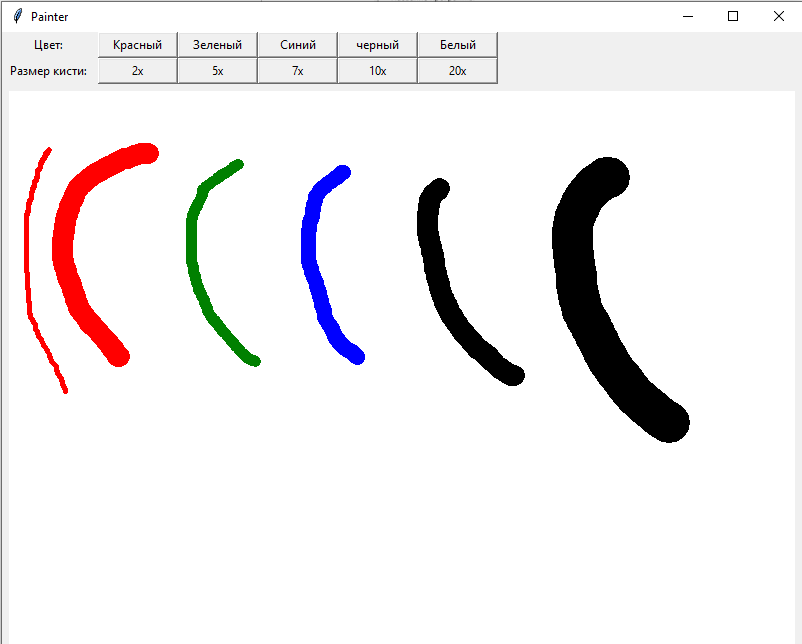 Painter
Цвет: Красный Зеленый Синий черный Белый
Размер кисти: 2x 5x 7x 10x 20x